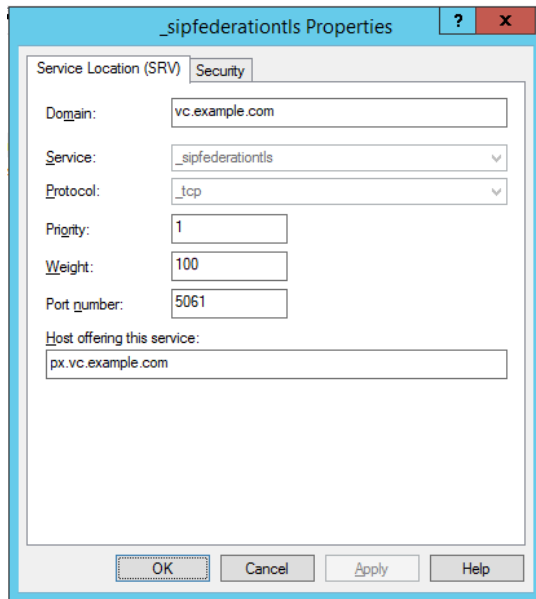 _sipfederationtls Properties
? x
Service Location (SRV) Security
Domain: vc.example.com
Service: _sipfederationtls
Protocol: _tcp
Priority: 1
Weight: 100
Port number: 5061
Host offering this service:
px.vc.example.com
OK Cancel Apply Help